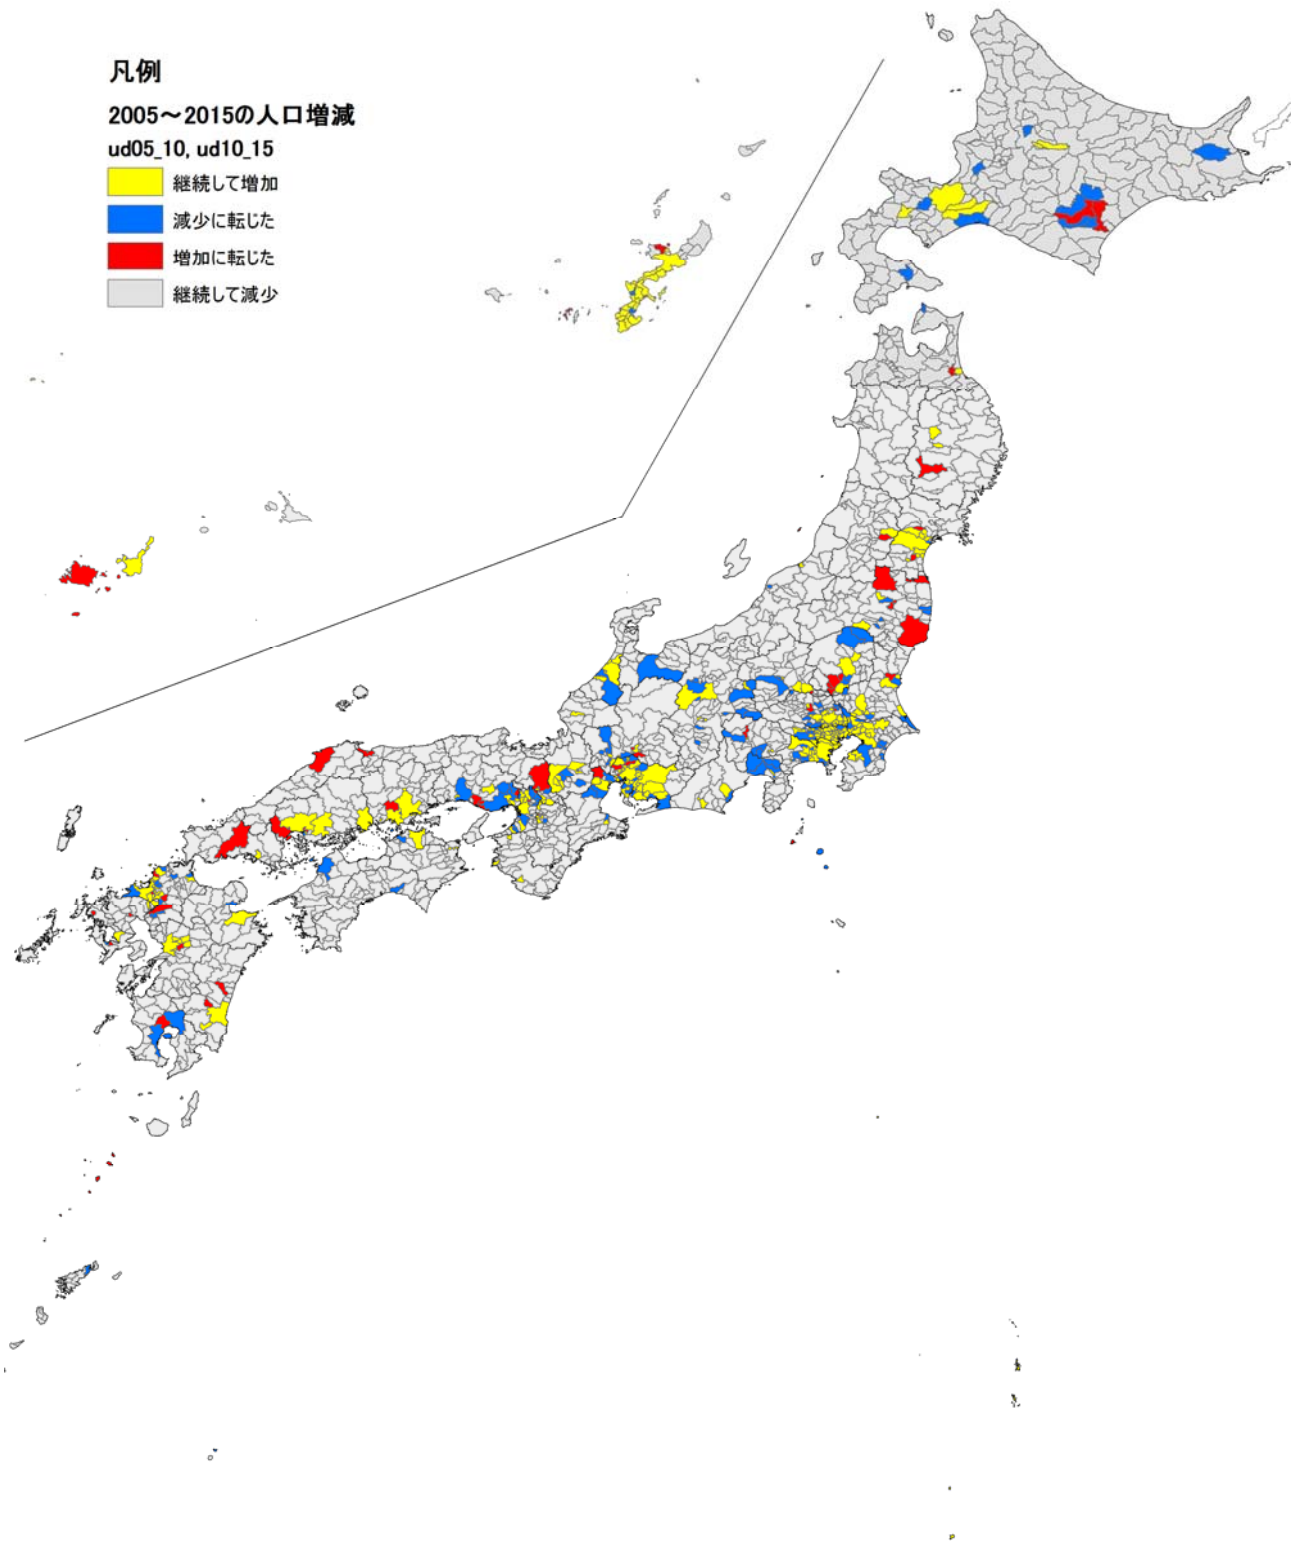 凡例
2005～2015の人口増減
ud05_10, ud10_15
継続して増加
減少に転じた
増加に転じた
継続して減少